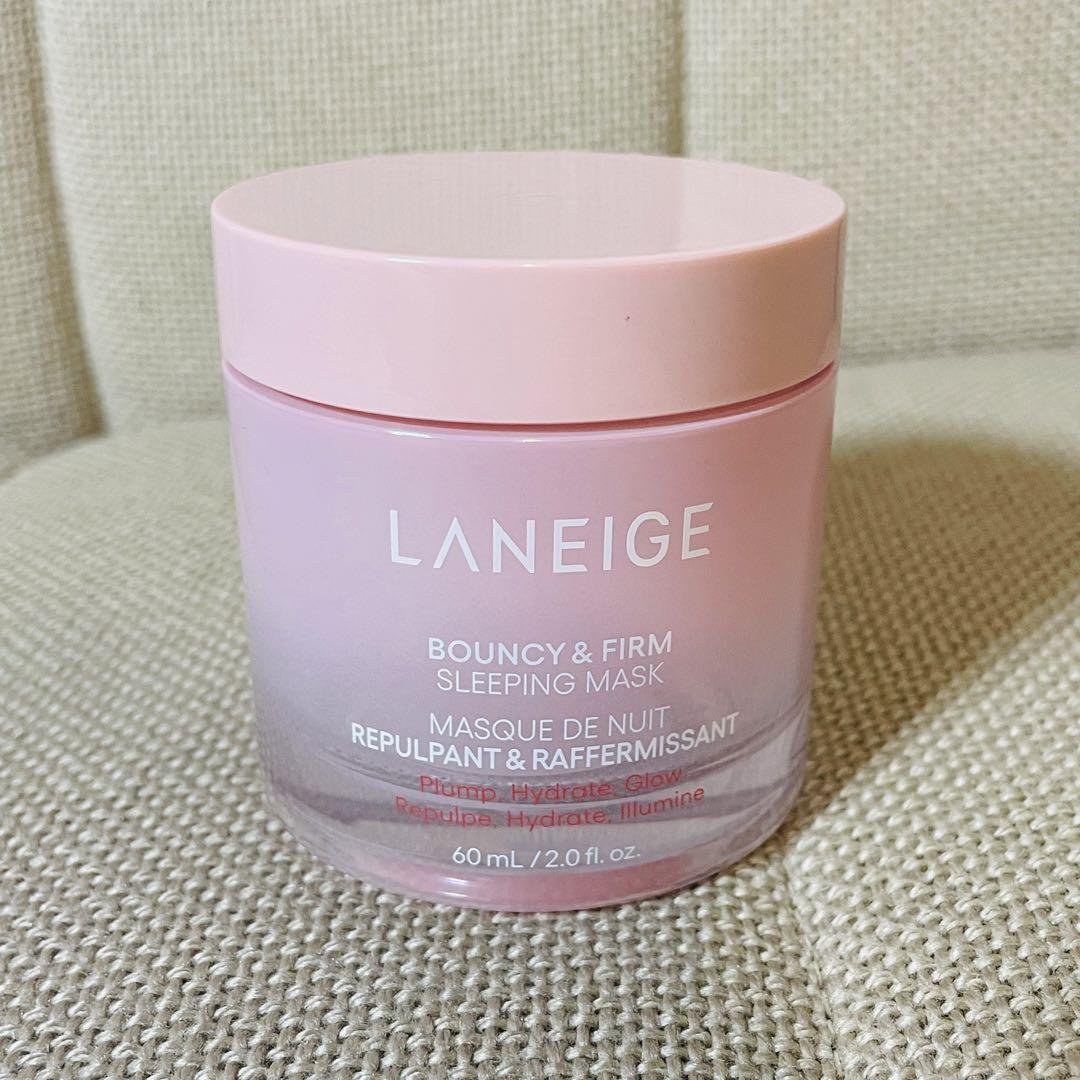 LANEIGE
BOUNCY & FIRM
SLEEPING MASK
MASQUE DE NUIT
REPULPANT & RAFFERMISSANT
Plump, Hydrate, Glow
Repulpe, Hydrate, Illumine
60 mL / 2.0 fl. oz.